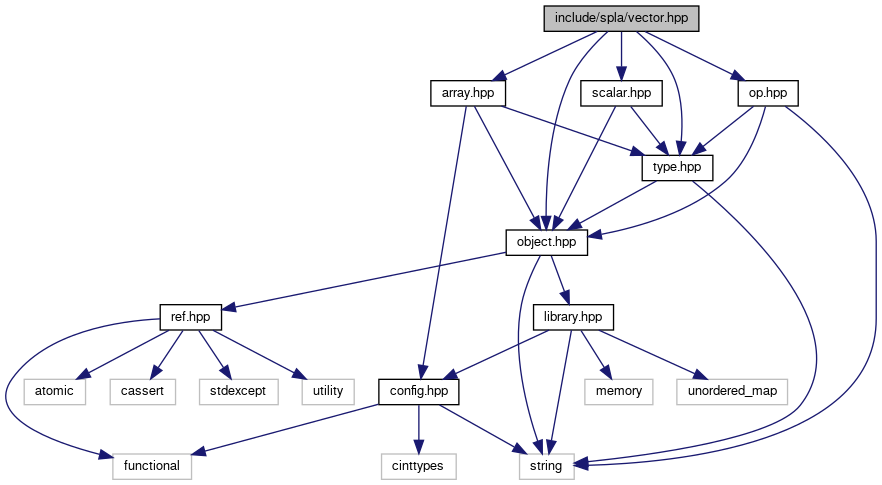 include/spla/vector.hpp
array.hpp
scalar.hpp
op.hpp
type.hpp
object.hpp
ref.hpp
library.hpp
atomic
cassert
stdexcept
utility
config.hpp
memory
unordered_map
functional
cinttypes
string